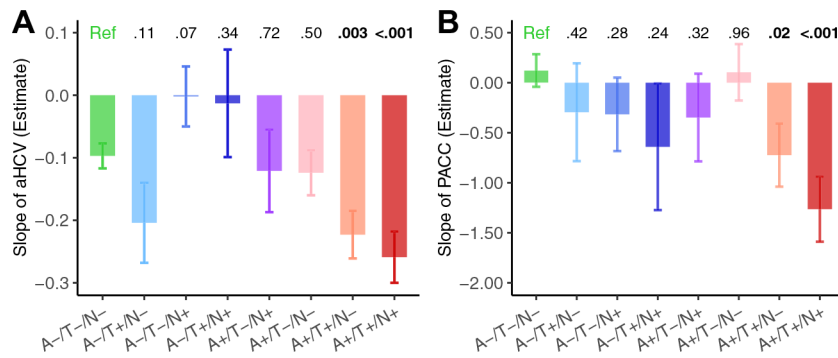 A
Ref .11 .07 .34 .72 .50 .003 <.001
0.1
0.0
−0.1
−0.2
−0.3
Slope of aHCV (Estimate)
A−/T−/N−
A−/T+/N−
A−/T−/N+
A−/T+/N+
A+/T−/N+
A+/T−/N−
A+/T+/N−
A+/T+/N+
B
Ref .42 .28 .24 .32 .96 .02 <.001
0.50
0.00
−0.50
−1.00
−1.50
−2.00
Slope of PACC (Estimate)
A−/T−/N−
A−/T+/N−
A−/T−/N+
A−/T+/N+
A+/T−/N+
A+/T−/N−
A+/T+/N−
A+/T+/N+